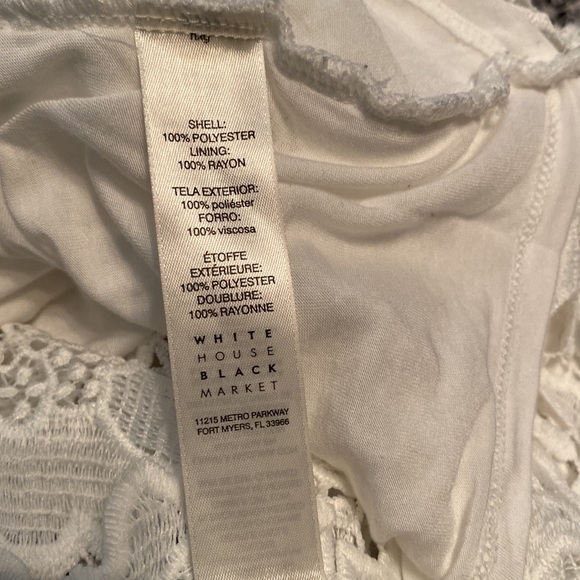 SHELL:
100% POLYESTER
LINING:
100% RAYON
TELA EXTERIOR:
100% poliéster
FORRO:
100% viscosa
ÉTOFFE
EXTÉRIEURE:
100% POLYESTER
DOUBLURE:
100% RAYONNE
WHITE
HOUSE
BLACK
MARKET
11215 METRO PARKWAY
FORT MYERS, FL 33966